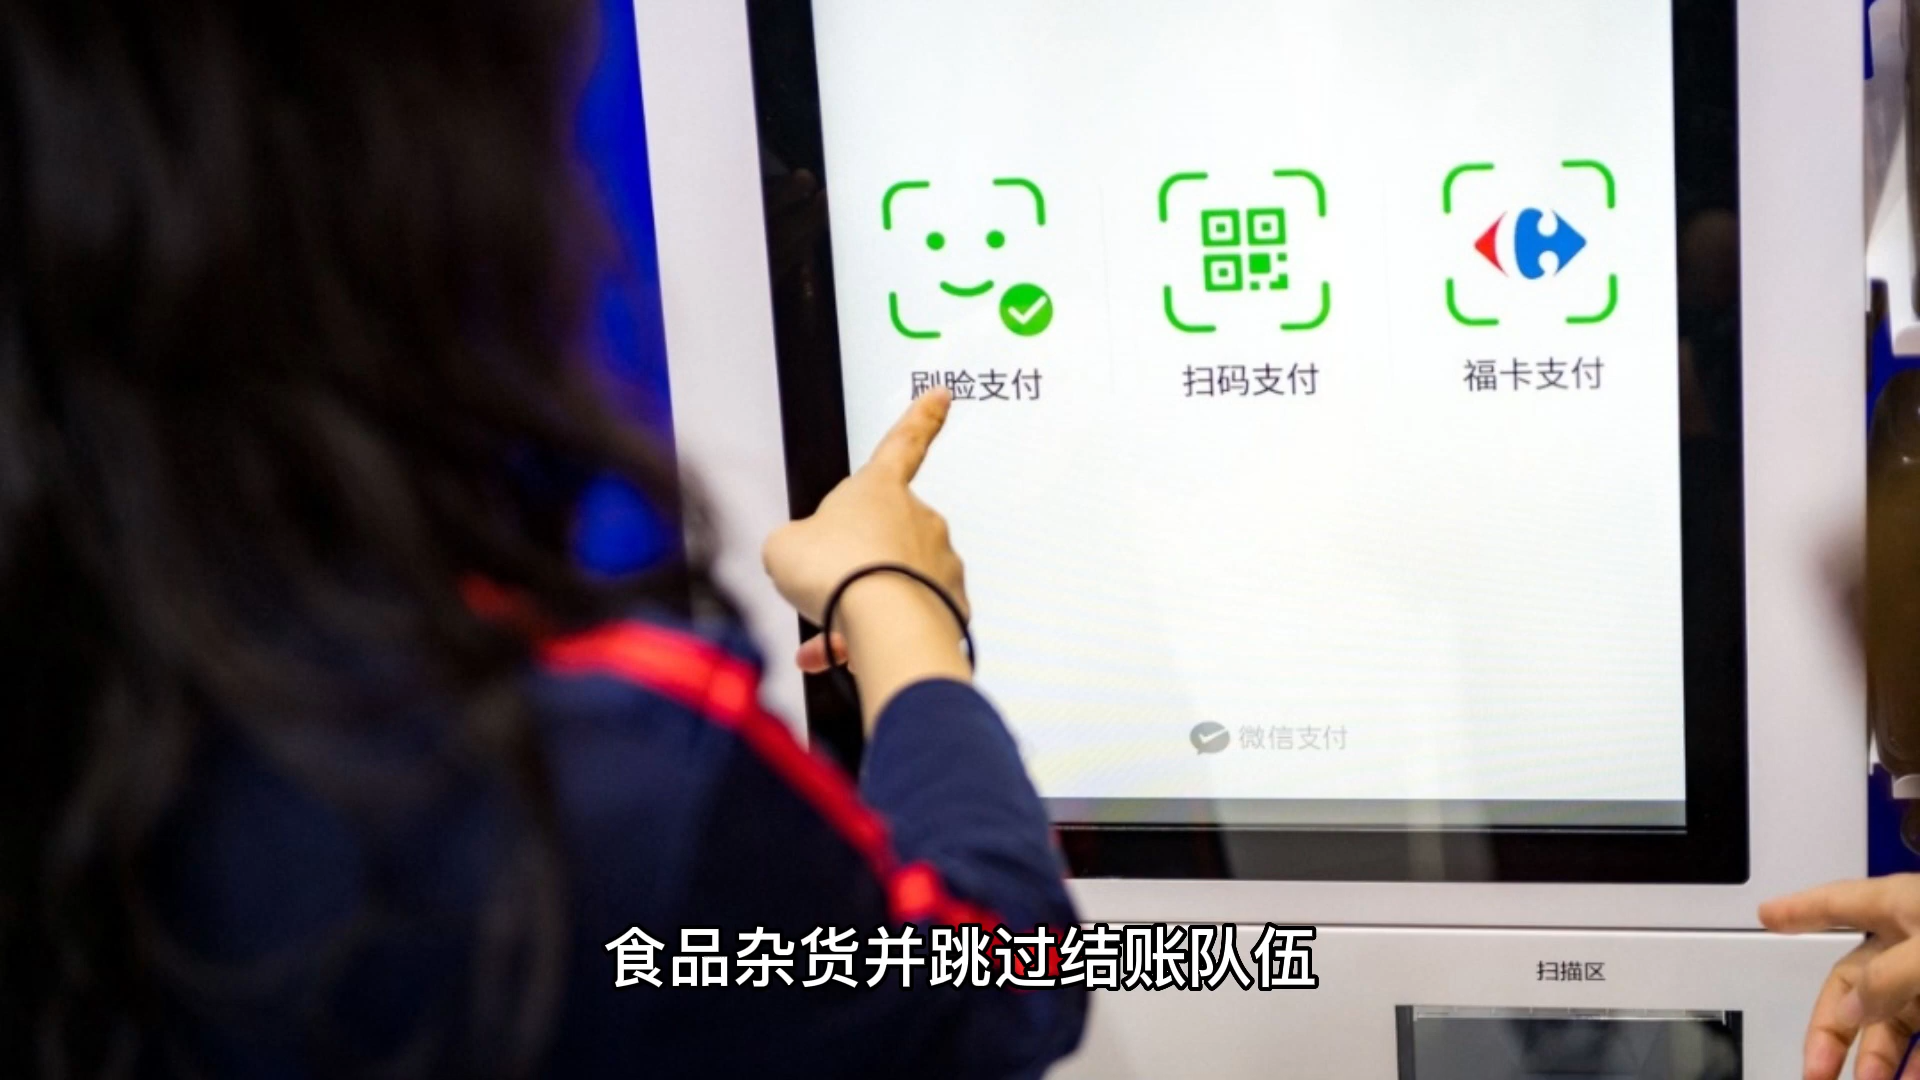 刷脸支付
扫码支付
福卡支付
微信支付
食品杂货并跳过结账队伍
扫描区